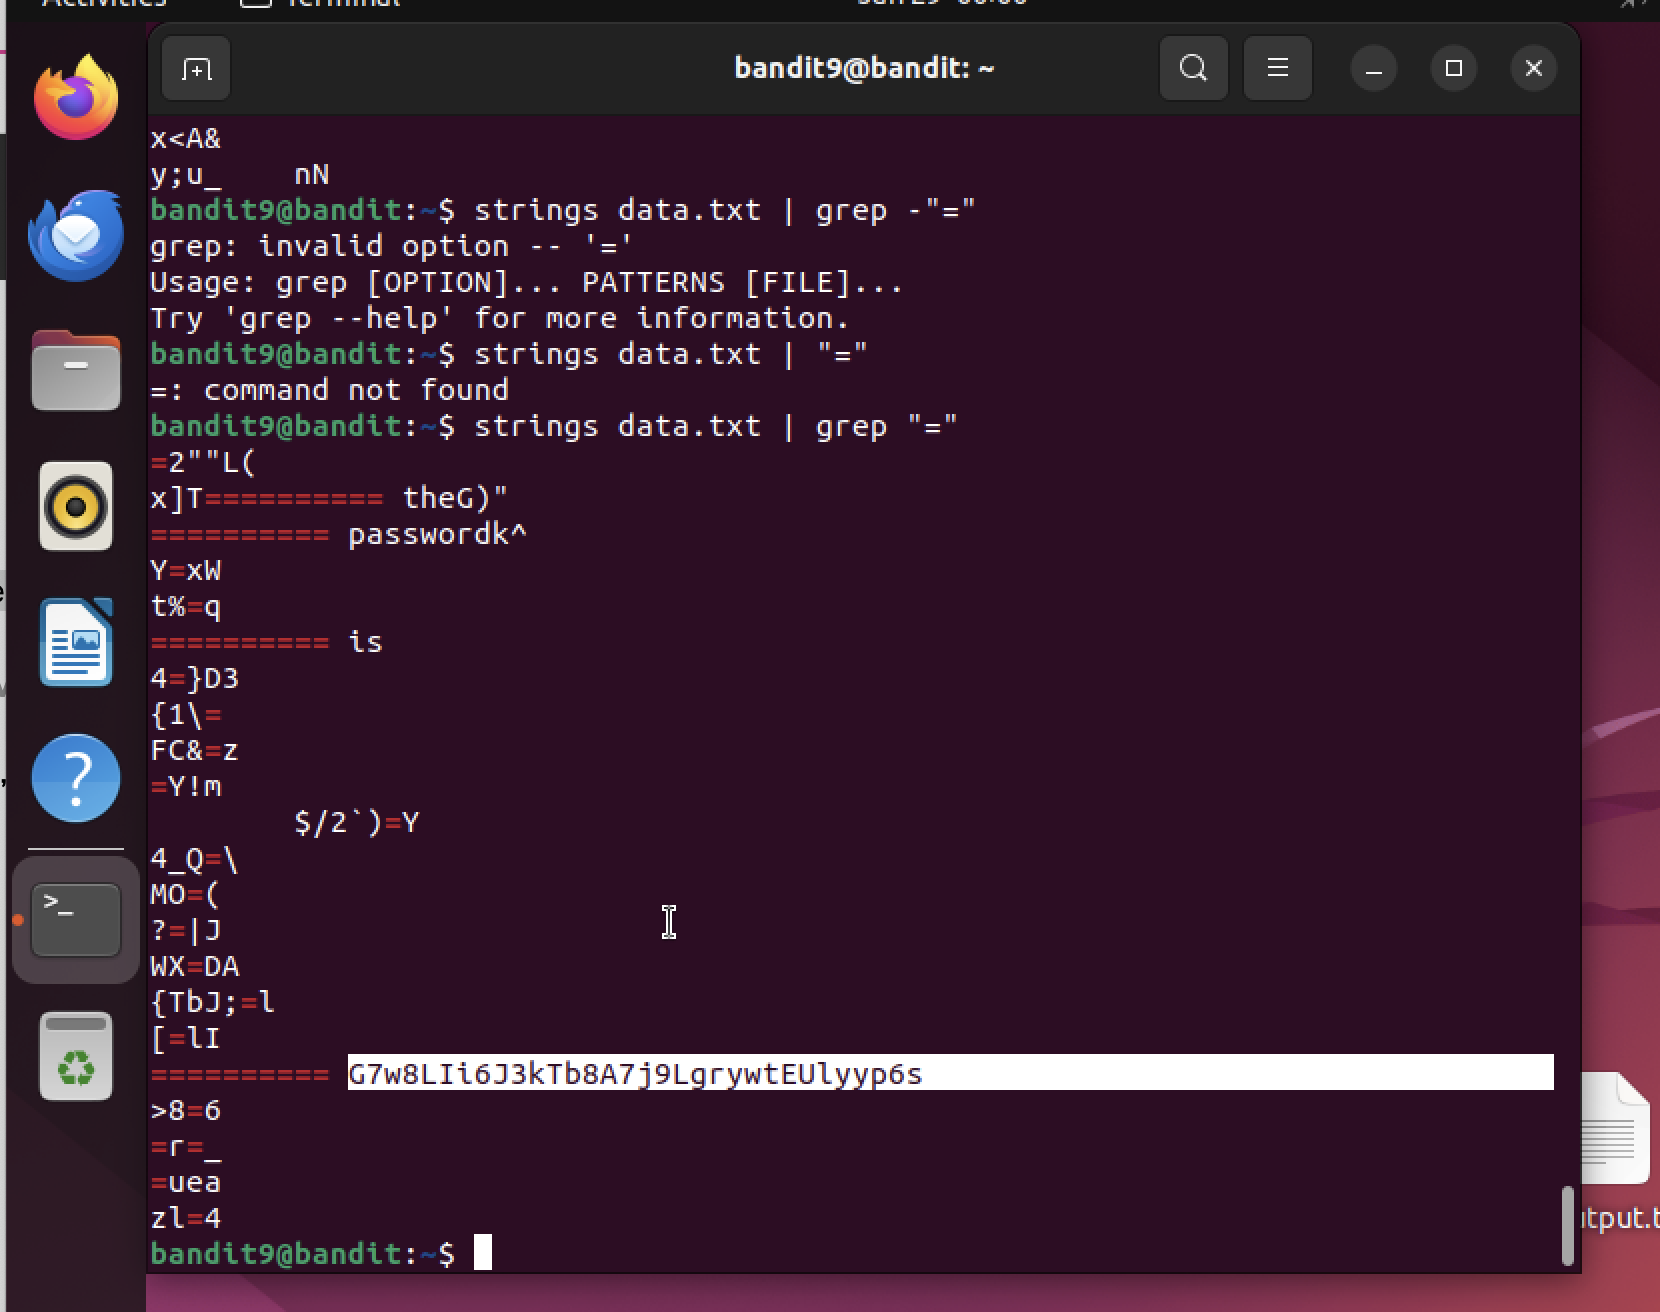 bandit9@bandit: ~
x<A&
y;u_    nN
bandit9@bandit:~$ strings data.txt | grep -"="
grep: invalid option -- '='
Usage: grep [OPTION]... PATTERNS [FILE]...
Try 'grep --help' for more information.
bandit9@bandit:~$ strings data.txt | "="
=: command not found
bandit9@bandit:~$ strings data.txt | grep "="
=2""L(
x]T========== theG)"
========== passwordk^
Y=xW
t%=q
========== is
4=}D3
{1\=
FC&=z
=Y!m
        $/2`)=Y
4_Q=\
MO=(
?=|J
WX=DA
{TbJ;=l
[=lI
========== G7w8LIi6J3kTb8A7j9LgrywtEUlyyp6s
>8=6
=r=_
=uea
zl=4
bandit9@bandit:~$